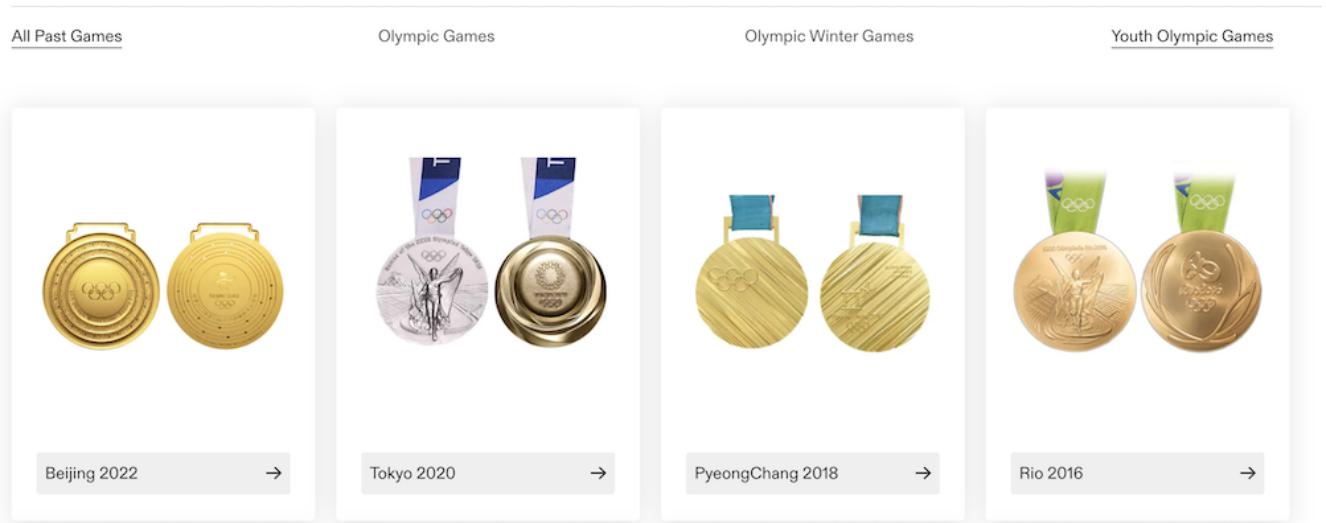 All Past Games
Olympic Games
Olympic Winter Games
Youth Olympic Games
Beijing 2022 →
Tokyo 2020 →
PyeongChang 2018 →
Rio 2016 →